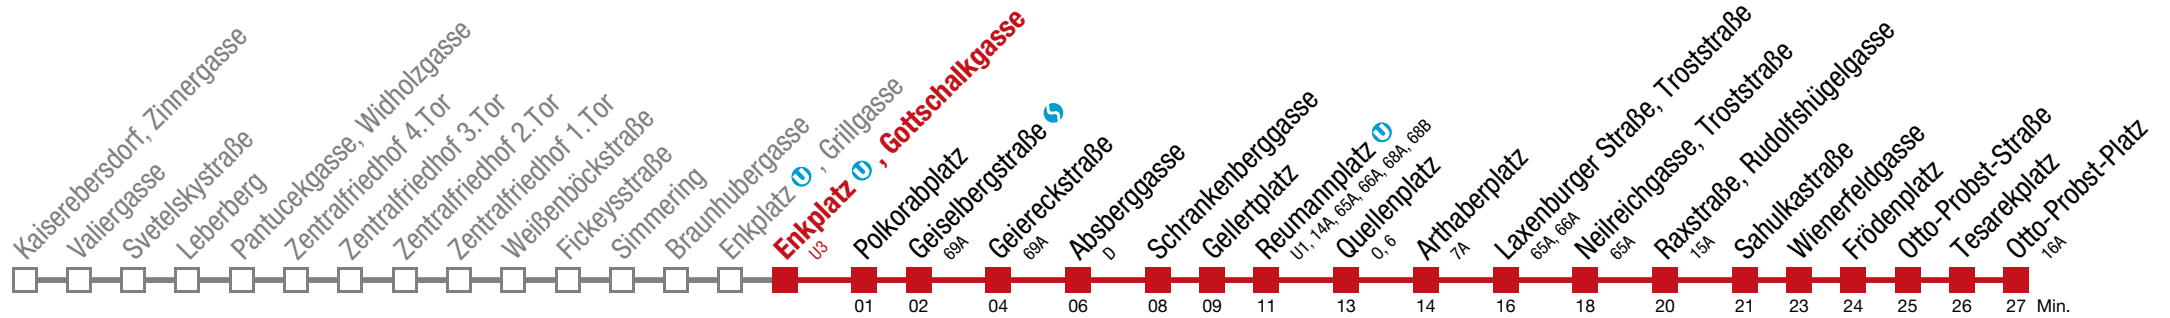 Kaiserebersdorf, Zinnergasse
Valiergasse
Svetelskystraße
Leberberg
Pantucekgasse, Widholzgasse
Zentralfriedhof 4.Tor
Zentralfriedhof 3.Tor
Zentralfriedhof 2.Tor
Zentralfriedhof 1.Tor
Weißenböckstraße
Fickeysstraße
Simmering
Braunhubergasse
Enkplatz U, Grillgasse
Enkplatz U, Gottschalkgasse
U3
Polkorabplatz
01
Geiselbergstraße S
69A
02
Geiereckstraße
69A
04
Absberggasse
D
06
Schrankenberggasse
08
Gellertplatz
09
Reumannplatz U
U1, 14A, 65A, 66A, 68A, 68B
11
Quellenplatz
O, 6
13
Arthaberplatz
7A
14
Laxenburger Straße, Troststraße
65A, 66A
16
Neilreichgasse, Troststraße
65A
18
Raxstraße, Rudolfshügelgasse
15A
20
Sahulkastraße
21
Wienerfeldgasse
23
Frödenplatz
24
Otto-Probst-Straße
25
Tesarekplatz
26
Otto-Probst-Platz
16A
27 Min.